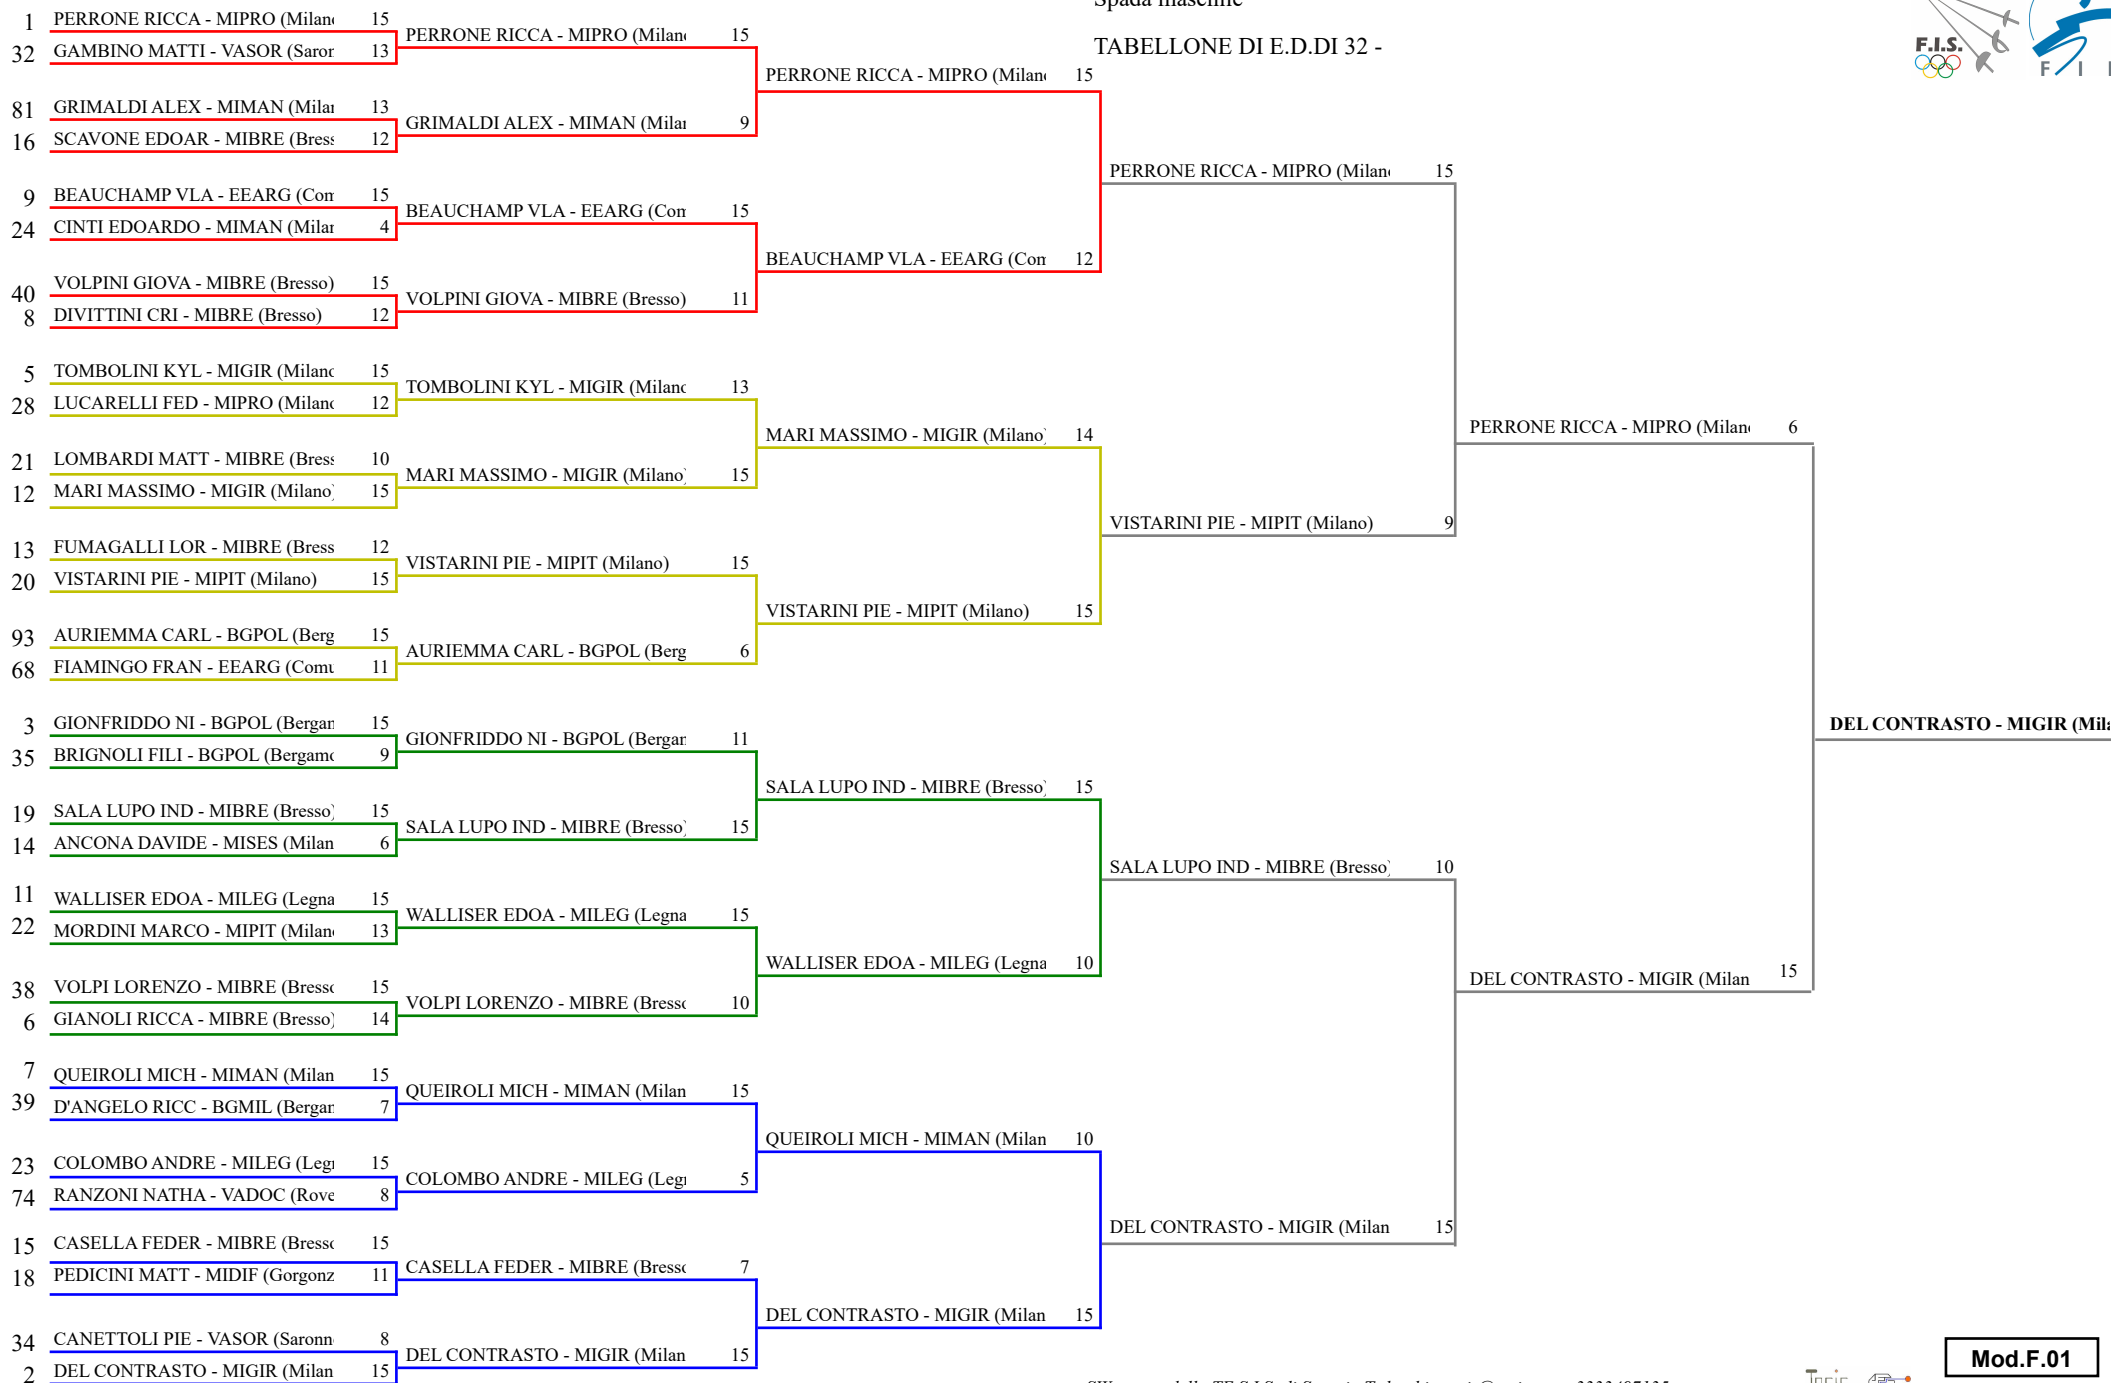 Spada maschile
TABELLONE DI E.D.DI 32 -
F.I.S.
F I
1 PERRONE RICCA - MIPRO (Milan 15
32 GAMBINO MATTI - VASOR (Saror 13
81 GRIMALDI ALEX - MIMAN (Milar 13
16 SCAVONE EDOAR - MIBRE (Bress 12
9 BEAUCHAMP VLA - EEARG (Com 15
24 CINTI EDOARDO - MIMAN (Milar 4
40 VOLPINI GIOVA - MIBRE (Bresso) 15
8 DIVITTINI CRI - MIBRE (Bresso) 12
5 TOMBOLINI KYL - MIGIR (Milanc 15
28 LUCARELLI FED - MIPRO (Milanc 12
21 LOMBARDI MATT - MIBRE (Bress 10
12 MARI MASSIMO - MIGIR (Milano) 15
13 FUMAGALLI LOR - MIBRE (Bress 12
20 VISTARINI PIE - MIPIT (Milano) 15
93 AURIEMMA CARL - BGPOL (Berg 15
68 FIAMINGO FRAN - EEARG (Comu 11
3 GIONFRIDDO NI - BGPOL (Bergar 15
35 BRIGNOLI FILI - BGPOL (Bergamo 9
19 SALA LUPO IND - MIBRE (Bresso) 15
14 ANCONA DAVIDE - MISES (Milan 6
11 WALLISER EDOA - MILEG (Legna 15
22 MORDINI MARCO - MIPIT (Milan 13
38 VOLPI LORENZO - MIBRE (Bresso 15
6 GIANOLI RICCA - MIBRE (Bresso) 14
7 QUEIROLI MICH - MIMAN (Milan 15
39 D'ANGELO RICC - BGMIL (Bergar 7
23 COLOMBO ANDRE - MILEG (Legi 15
74 RANZONI NATHA - VADOC (Rove 8
15 CASELLA FEDER - MIBRE (Bresso 15
18 PEDICINI MATT - MIDIF (Gorgonz 11
34 CANETTOLI PIE - VASOR (Saronn 8
2 DEL CONTRASTO - MIGIR (Milan 15
PERRONE RICCA - MIPRO (Milan 15
GRIMALDI ALEX - MIMAN (Milar 9
BEAUCHAMP VLA - EEARG (Com 15
VOLPINI GIOVA - MIBRE (Bresso) 11
TOMBOLINI KYL - MIGIR (Milanc 13
MARI MASSIMO - MIGIR (Milano) 15
VISTARINI PIE - MIPIT (Milano) 15
AURIEMMA CARL - BGPOL (Berg 6
GIONFRIDDO NI - BGPOL (Bergar 11
SALA LUPO IND - MIBRE (Bresso) 15
WALLISER EDOA - MILEG (Legna 15
VOLPI LORENZO - MIBRE (Bresso 10
QUEIROLI MICH - MIMAN (Milan 15
COLOMBO ANDRE - MILEG (Legi 5
CASELLA FEDER - MIBRE (Bresso 7
DEL CONTRASTO - MIGIR (Milan 15
PERRONE RICCA - MIPRO (Milan 15
BEAUCHAMP VLA - EEARG (Com 12
MARI MASSIMO - MIGIR (Milano) 14
VISTARINI PIE - MIPIT (Milano) 15
SALA LUPO IND - MIBRE (Bresso) 15
WALLISER EDOA - MILEG (Legna 10
QUEIROLI MICH - MIMAN (Milan 10
DEL CONTRASTO - MIGIR (Milan 15
PERRONE RICCA - MIPRO (Milan 15
VISTARINI PIE - MIPIT (Milano) 9
SALA LUPO IND - MIBRE (Bresso) 10
DEL CONTRASTO - MIGIR (Milan 15
PERRONE RICCA - MIPRO (Milan 6
DEL CONTRASTO - MIGIR (Milan 15
DEL CONTRASTO - MIGIR (Mila
Mod.F.01